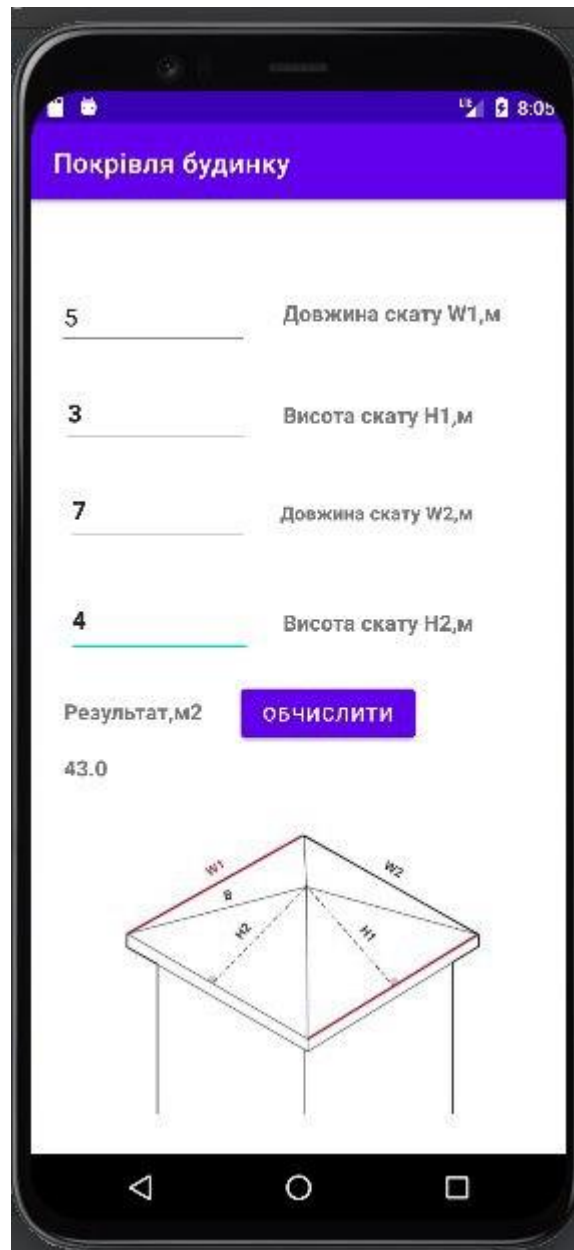 LTE 8:05
Покрівля будинку
5 Довжина скату W1,м
3 Висота скату H1,м
7 Довжина скату W2,м
4 Висота скату H2,м
Результат,м2 ОБЧИСЛИТИ
43.0
W1 W2
B
H2 H1